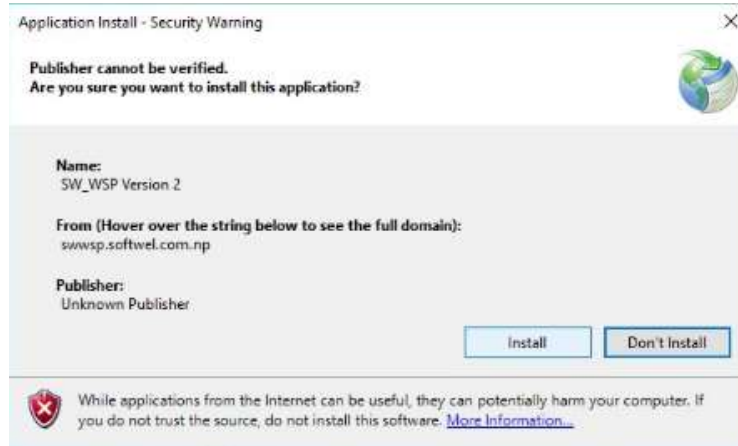 Application Install - Security Warning
Publisher cannot be verified.
Are you sure you want to install this application?
Name:
SW_WSP Version 2
From (Hover over the string below to see the full domain):
swwsp.softwel.com.np
Publisher:
Unknown Publisher
Install
Don't Install
While applications from the Internet can be useful, they can potentially harm your computer. If
you do not trust the source, do not install this software. More Information...